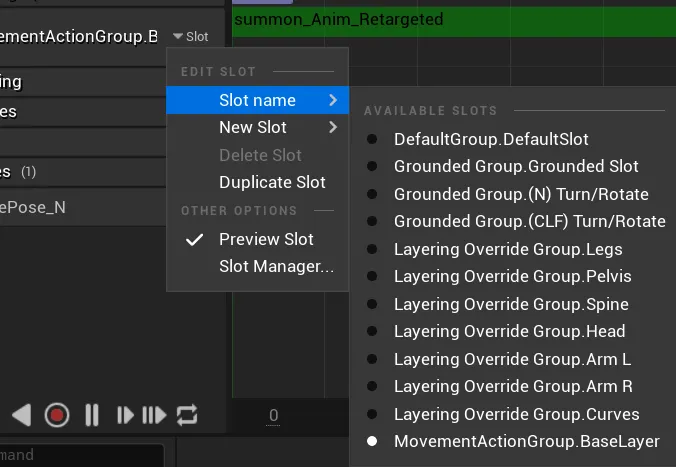 summon_Anim_Retargeted
ementActionGroup.B
Slot
EDIT SLOT
ing
Slot name
AVAILABLE SLOTS
es
New Slot
DefaultGroup.DefaultSlot
Delete Slot
Grounded Group.Grounded Slot
es (1)
Duplicate Slot
Grounded Group.(N) Turn/Rotate
ePose_N
OTHER OPTIONS
Grounded Group.(CLF) Turn/Rotate
Preview Slot
Layering Override Group.Legs
Slot Manager...
Layering Override Group.Pelvis
Layering Override Group.Spine
Layering Override Group.Head
Layering Override Group.Arm L
Layering Override Group.Arm R
0
Layering Override Group.Curves
MovementActionGroup.BaseLayer
mand